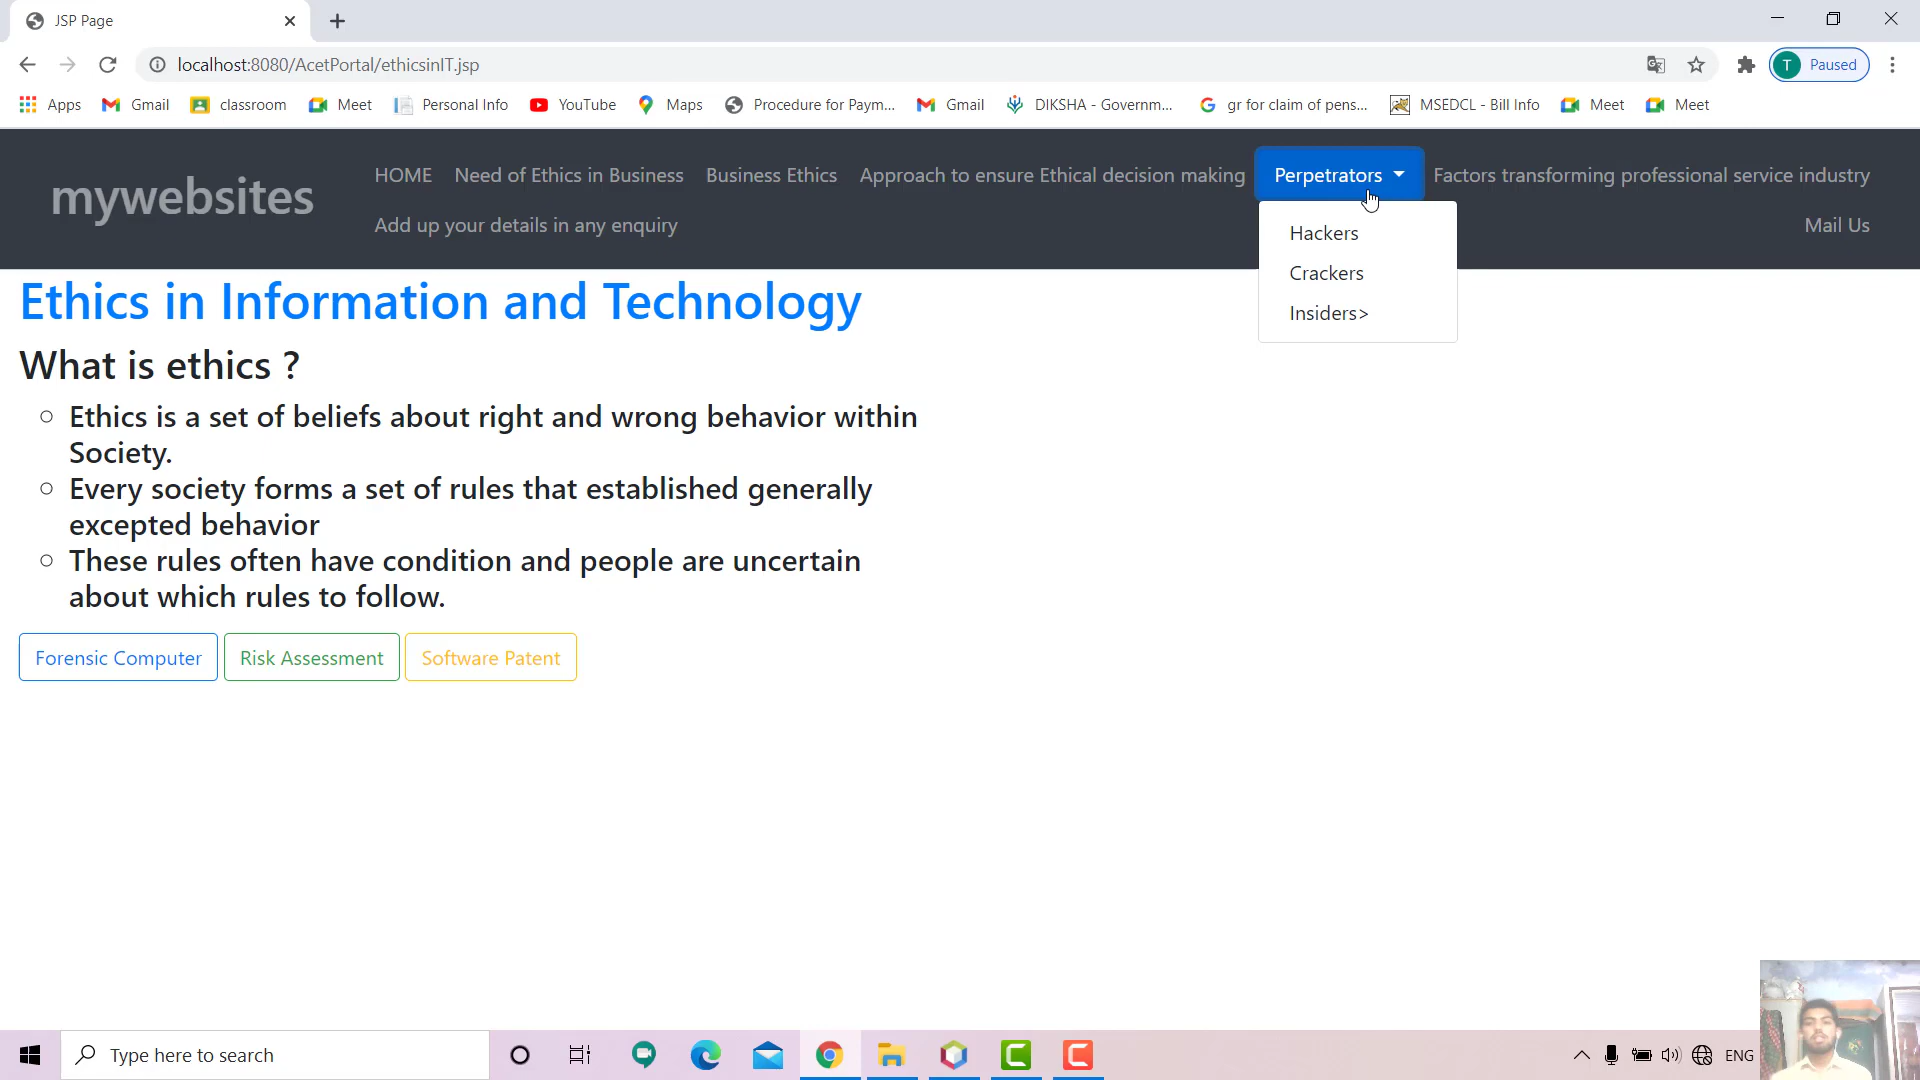 JSP Page
localhost:8080/AcetPortal/ethicsinIT.jsp
T Paused
Apps Gmail classroom Meet Personal Info YouTube Maps Procedure for Paym... Gmail DIKSHA - Governm... gr for claim of pens... MSEDCL - Bill Info Meet Meet
mywebsites
HOME Need of Ethics in Business Business Ethics Approach to ensure Ethical decision making Perpetrators Factors transforming professional service industry
Add up your details in any enquiry Mail Us
Hackers
Crackers
Insiders>
Ethics in Information and Technology
What is ethics ?
Ethics is a set of beliefs about right and wrong behavior within
Society.
Every society forms a set of rules that established generally
excepted behavior
These rules often have condition and people are uncertain
about which rules to follow.
Forensic Computer Risk Assessment Software Patent
Type here to search
ENG